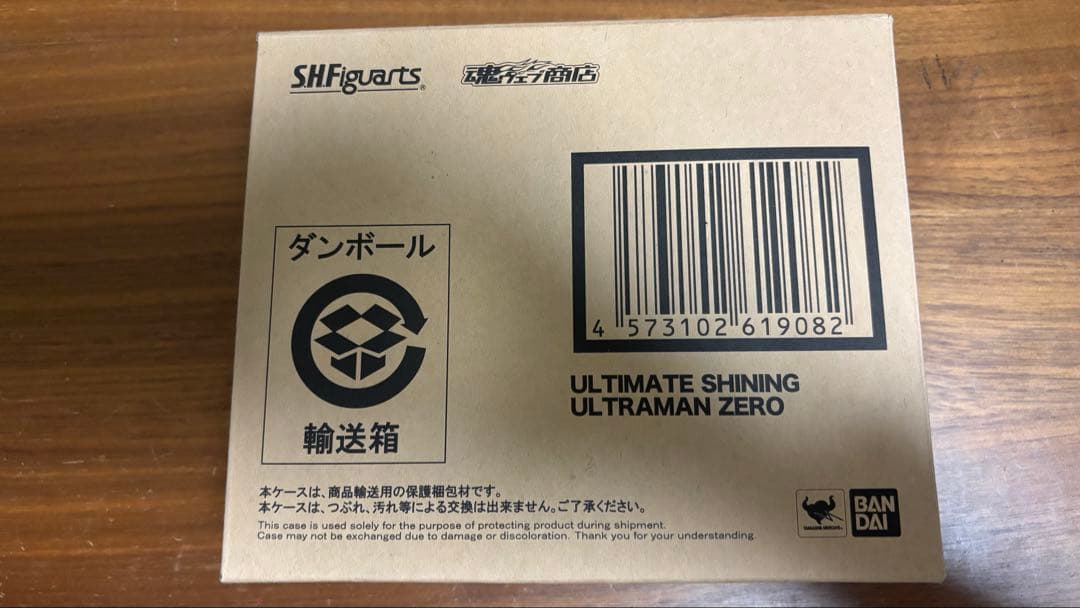 S.H.Figuarts®
魂ウェブ商店
ダンボール
輸送箱
4 573102 619082
ULTIMATE SHINING
ULTRAMAN ZERO
本ケースは、商品輸送用の保護梱包材です。
本ケースは、つぶれ、汚れ等による交換は出来ません。ご了承ください。
This case is used solely for the purpose of protecting product during shipment.
Case may not be exchanged due to damage or discoloration. Thank you for your understanding.
TAMASHII NATIONS
BAN
DAI